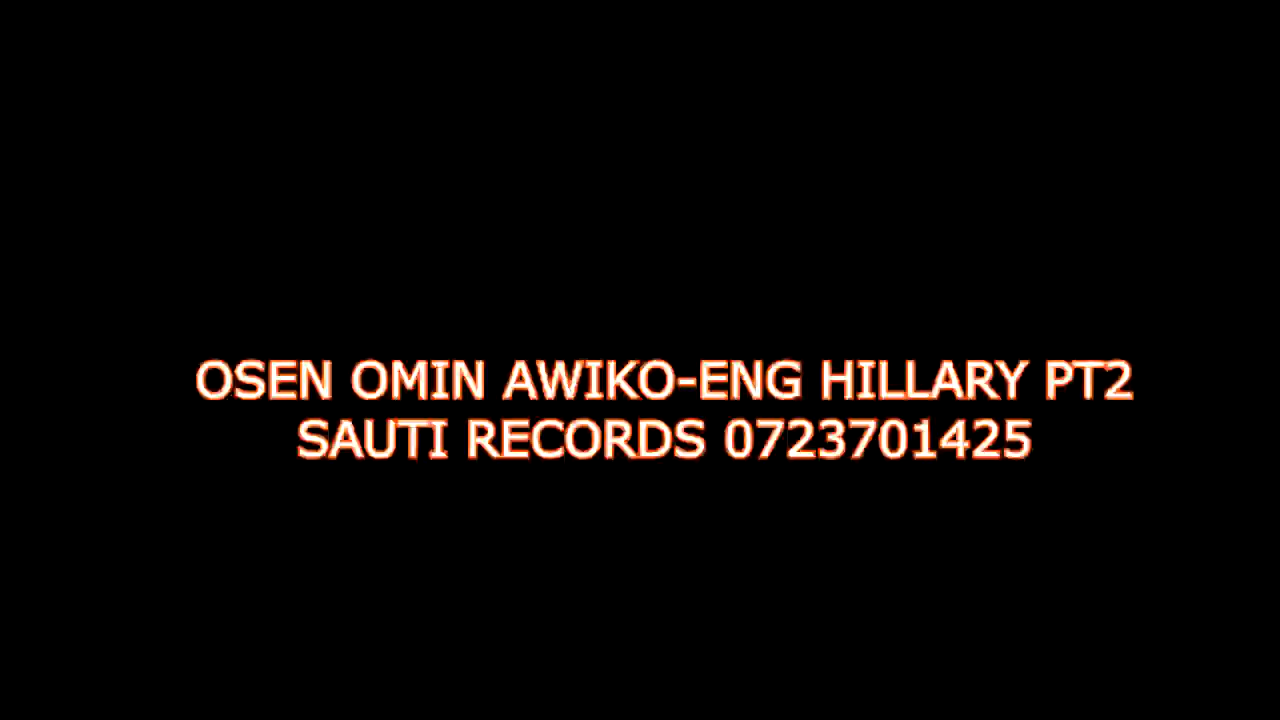 OSEN OMIN AWIKO-ENG HILLARY PT2
SAUTI RECORDS 0723701425